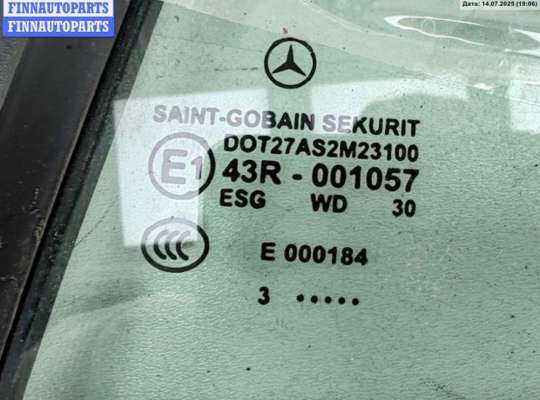 FINNAUTOPARTS
FINNAUTOPARTS
Дата: 14.07.2025 (19:06)
SAINT-GOBAIN SEKURIT
DOT27AS2M23100
E1 43R - 001057
ESG WD 30
CCC
E 000184
3 •••••